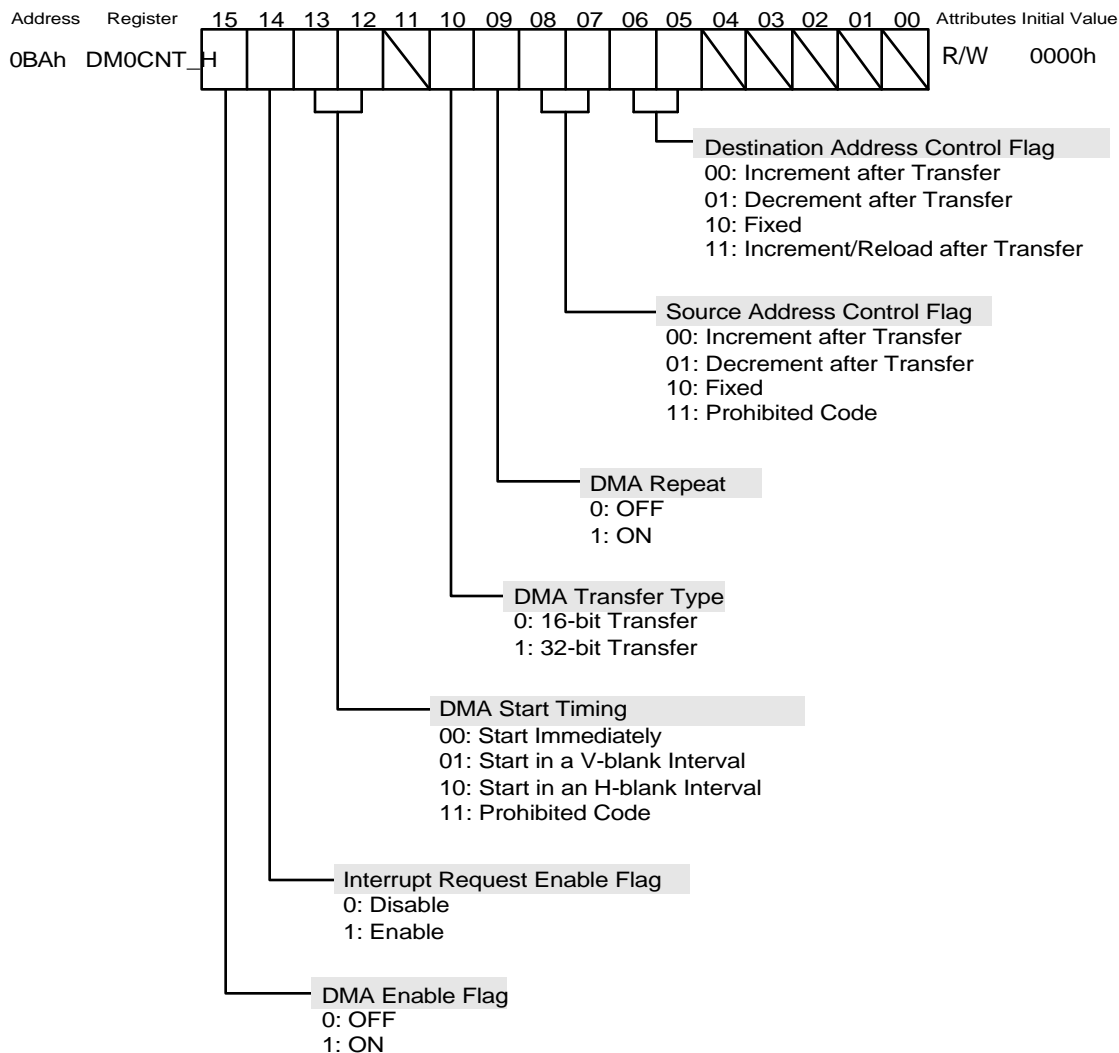 Address Register 15 14 13 12 11 10 09 08 07 06 05 04 03 02 01 00 Attributes Initial Value
0BAh DM0CNT_H R/W 0000h
Destination Address Control Flag
00: Increment after Transfer
01: Decrement after Transfer
10: Fixed
11: Increment/Reload after Transfer
Source Address Control Flag
00: Increment after Transfer
01: Decrement after Transfer
10: Fixed
11: Prohibited Code
DMA Repeat
0: OFF
1: ON
DMA Transfer Type
0: 16-bit Transfer
1: 32-bit Transfer
DMA Start Timing
00: Start Immediately
01: Start in a V-blank Interval
10: Start in an H-blank Interval
11: Prohibited Code
Interrupt Request Enable Flag
0: Disable
1: Enable
DMA Enable Flag
0: OFF
1: ON